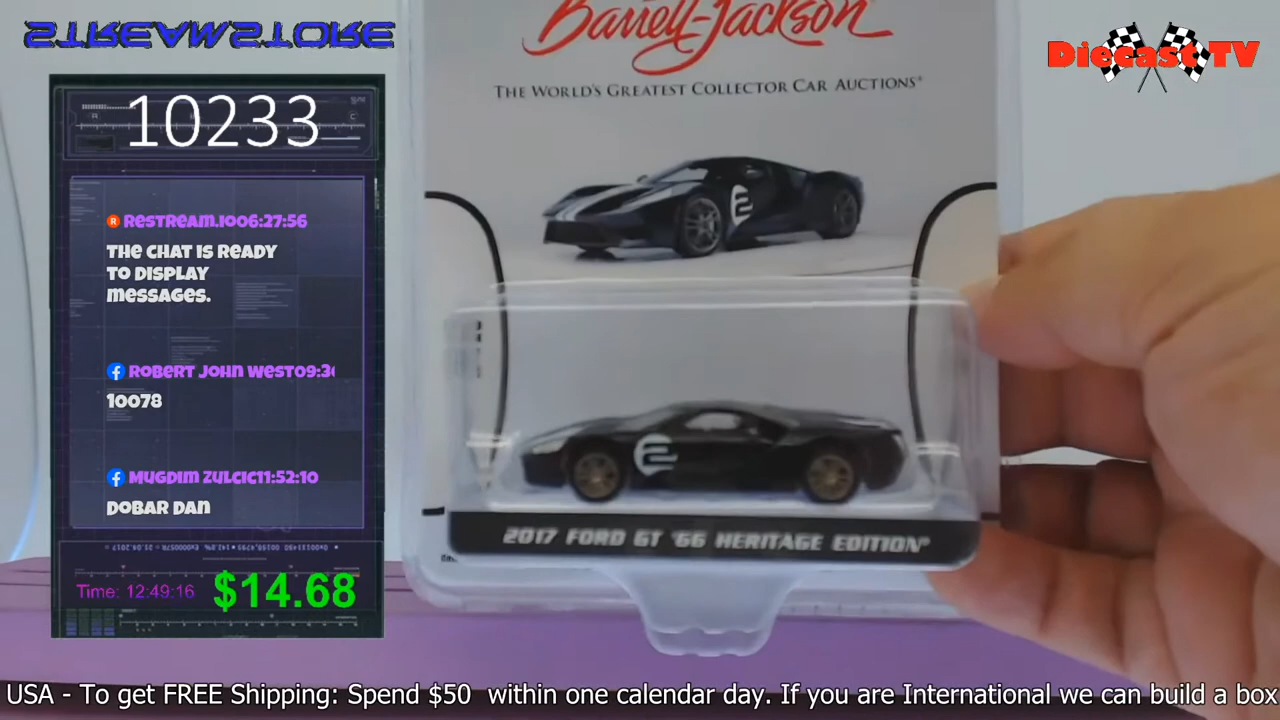 STREAMSTORE
Diecast TV
10233
Restream.io06:27:56
The chat is ready
to display
messages.
Robert John West09:3
10078
Mugdim Zulcic11:52:10
Dobar dan
Time: 12:49:16
$14.68
Barrett-Jackson
THE WORLD'S GREATEST COLLECTOR CAR AUCTIONS®
2
2
2017 FORD GT '66 HERITAGE EDITION
USA - To get FREE Shipping: Spend $50 within one calendar day. If you are International we can build a box